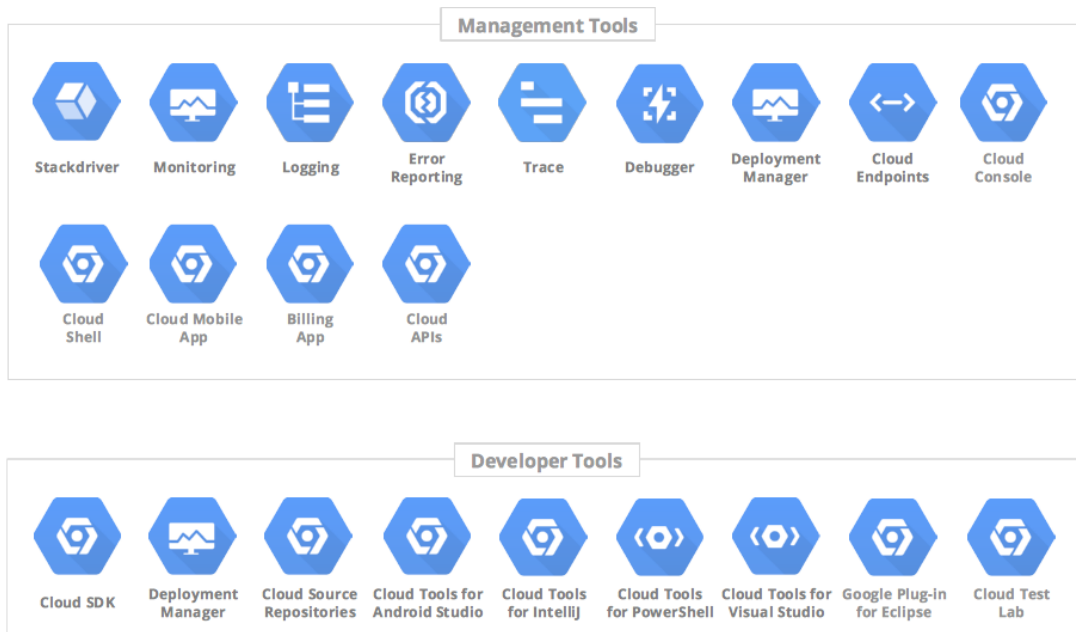 Management Tools
Stackdriver
Monitoring
Logging
Error
Reporting
Trace
Debugger
Deployment
Manager
Cloud
Endpoints
Cloud
Console
Cloud
Shell
Cloud Mobile
App
Billing
App
Cloud
APIs
Developer Tools
Cloud SDK
Deployment
Manager
Cloud Source
Repositories
Cloud Tools for
Android Studio
Cloud Tools
for IntelliJ
Cloud Tools
for PowerShell
Cloud Tools for
Visual Studio
Google Plug-in
for Eclipse
Cloud Test
Lab